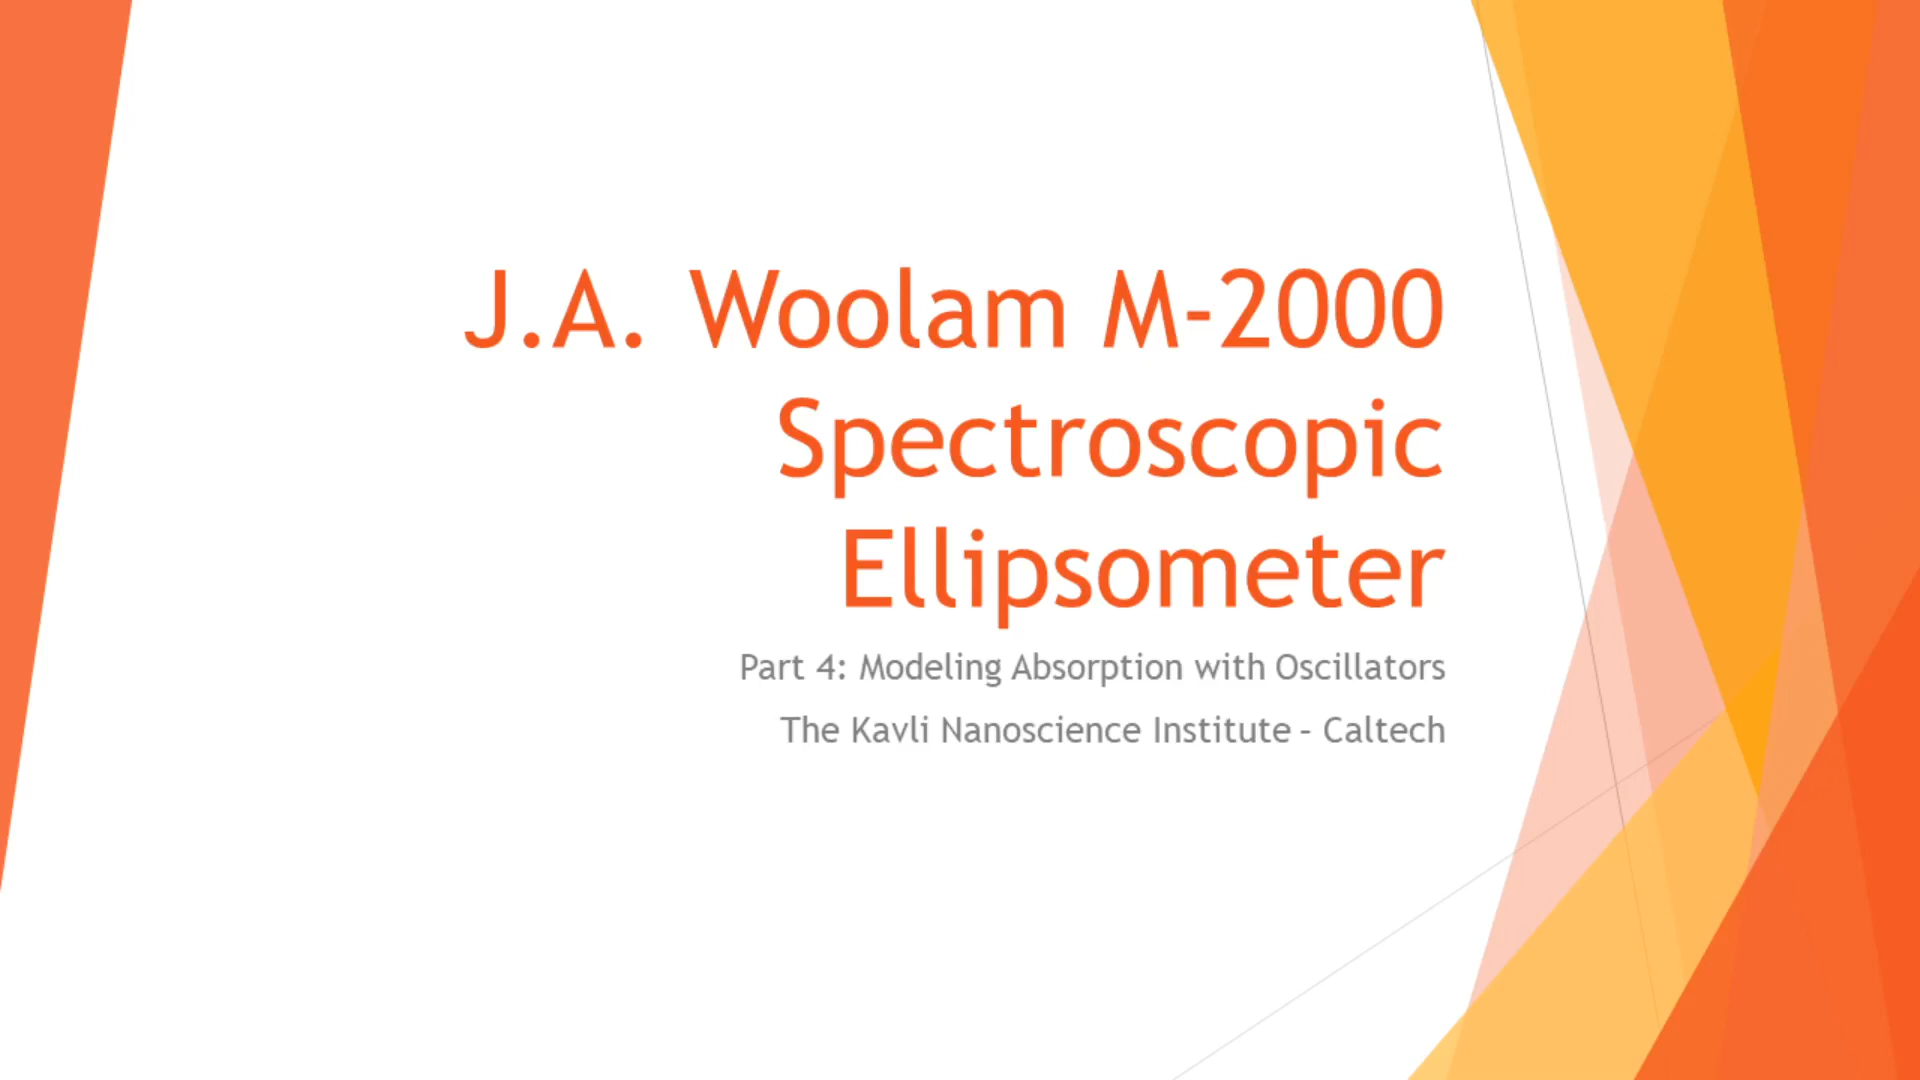 J.A. Woolam M-2000
Spectroscopic
Ellipsometer
Part 4: Modeling Absorption with Oscillators
The Kavli Nanoscience Institute – Caltech